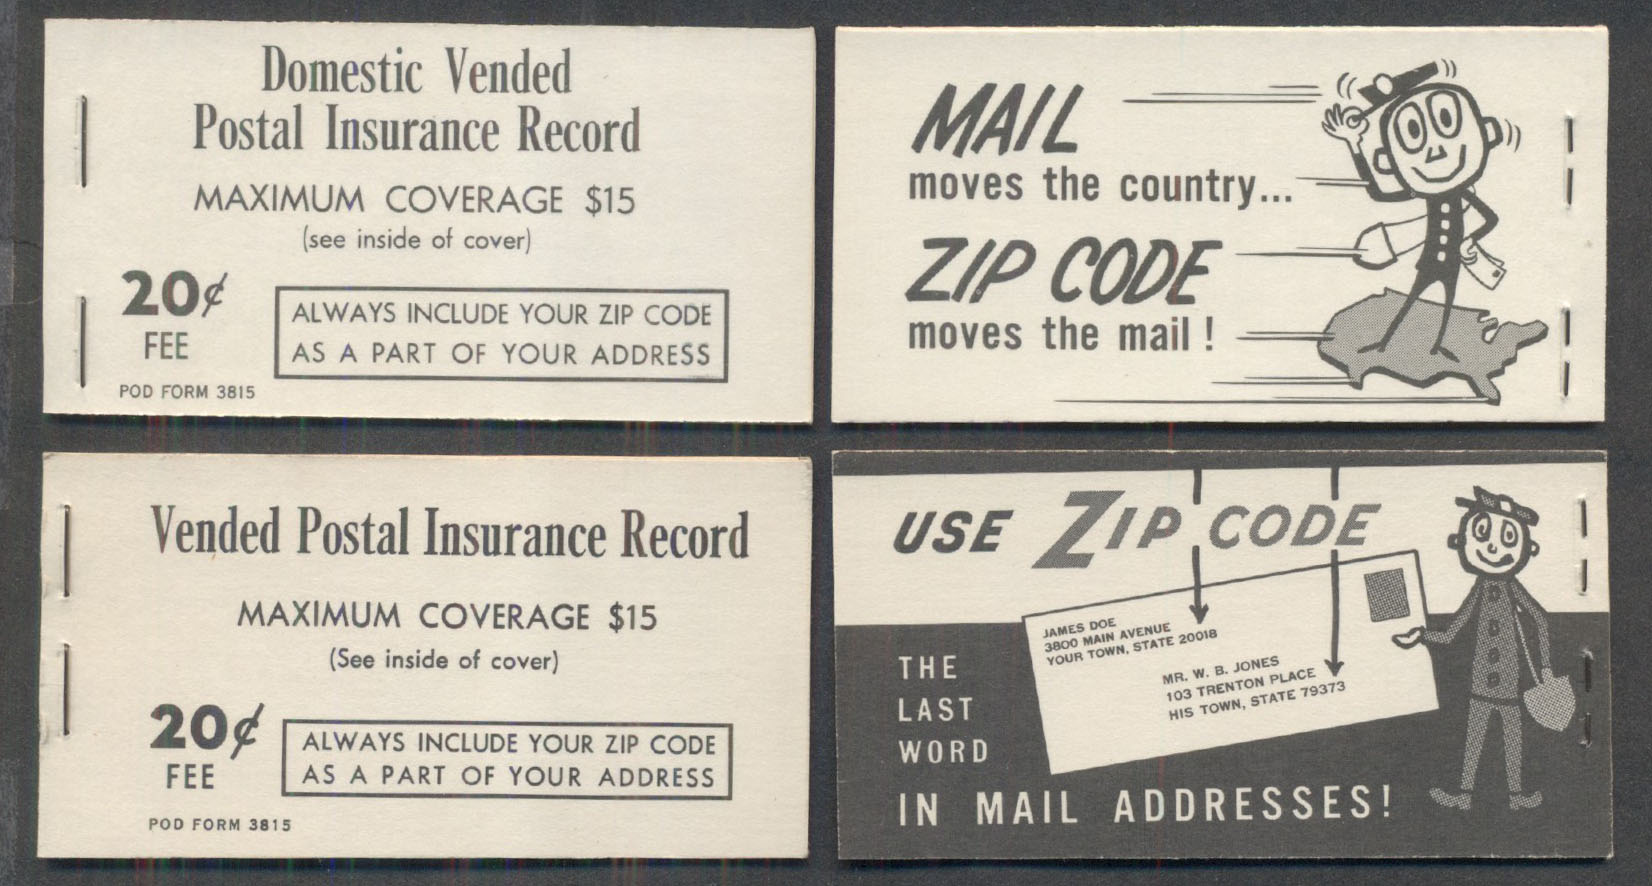 Domestic Vended
Postal Insurance Record
MAXIMUM COVERAGE $15
(see inside of cover)
20¢
FEE
ALWAYS INCLUDE YOUR ZIP CODE
AS A PART OF YOUR ADDRESS
POD FORM 3815
MAIL
moves the country...
ZIP CODE
moves the mail !
Vended Postal Insurance Record
MAXIMUM COVERAGE $15
(See inside of cover)
20¢
FEE
ALWAYS INCLUDE YOUR ZIP CODE
AS A PART OF YOUR ADDRESS
POD FORM 3815
USE ZIP CODE
JAMES DOE
3800 MAIN AVENUE
YOUR TOWN, STATE 20018
MR. W. B. JONES
103 TRENTON PLACE
HIS TOWN, STATE 79373
THE
LAST
WORD
IN MAIL ADDRESSES!